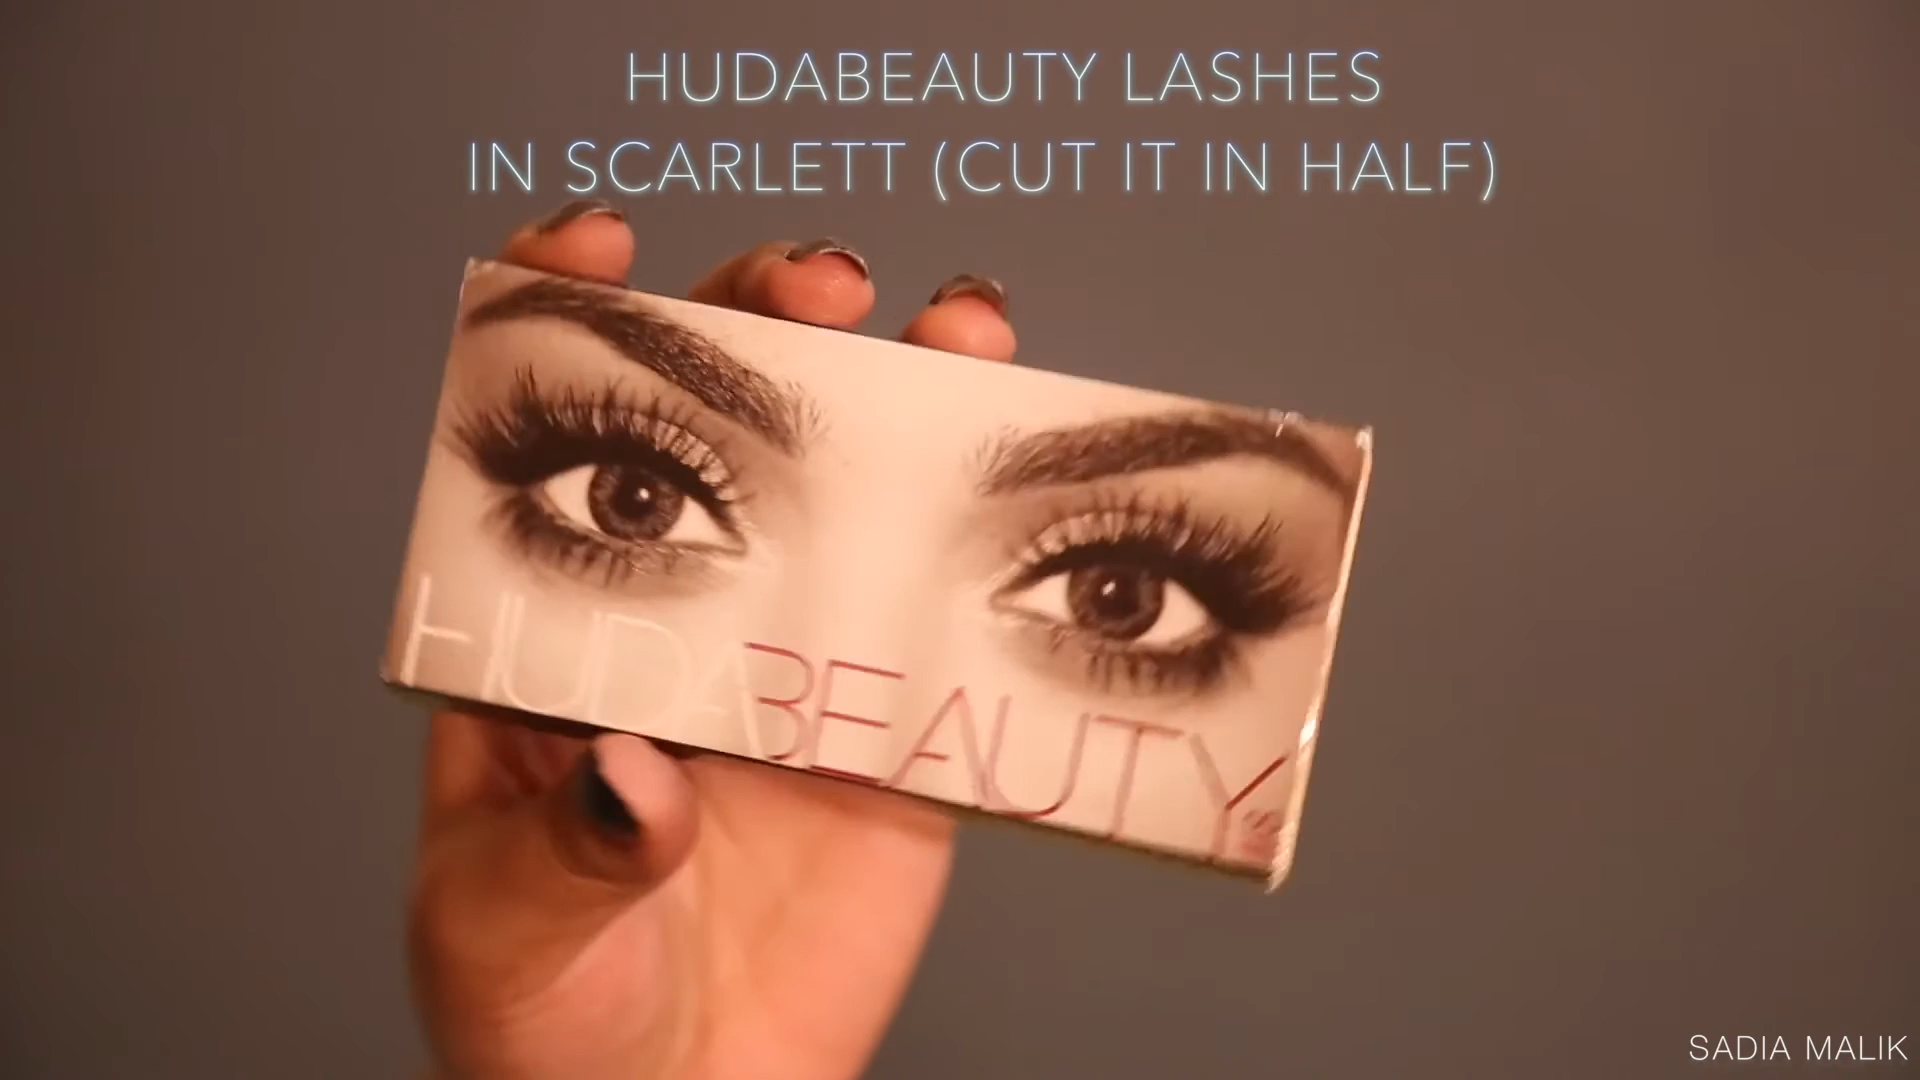 HUDABEAUTY LASHES
IN SCARLETT (CUT IT IN HALF)
HUDABEAUTY
SADIA MALIK